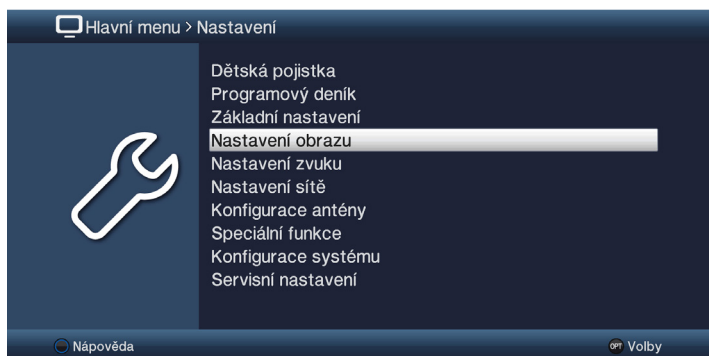 Hlavní menu > Nastavení
Dětská pojistka
Programový deník
Základní nastavení
Nastavení obrazu
Nastavení zvuku
Nastavení sítě
Konfigurace antény
Speciální funkce
Konfigurace systému
Servisní nastavení
Nápověda
OPT Volby